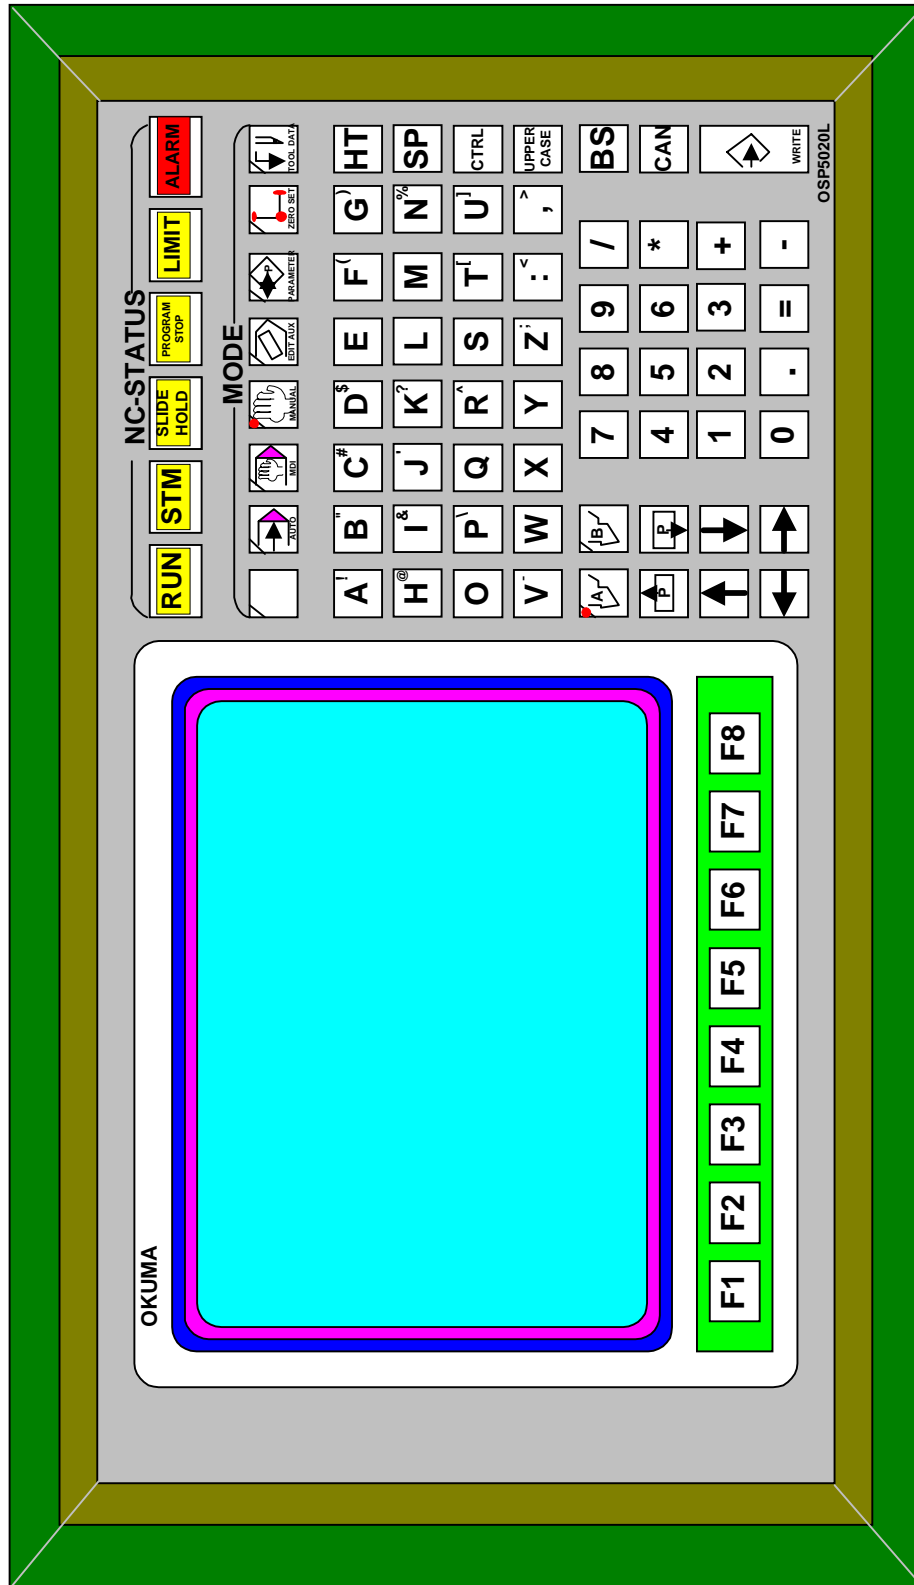 OKUMA
NC-STATUS
RUN STM SLIDE HOLD PROGRAM STOP LIMIT ALARM
MODE
AUTO MDI MANUAL EDIT AUX P PARAMETER ZERO SET TOOL DATA
A ! B " C # D $ E F ( G ) HT
H @ I & J ' K ? L M N % SP
O P \ Q R ^ S T [ U ] CTRL
V - W X Y Z ; : < , > UPPER CASE
A B 7 8 9 / BS
P P 4 5 6 * CAN
1 2 3 + WRITE
0 . = -
F1 F2 F3 F4 F5 F6 F7 F8
OSP5020L